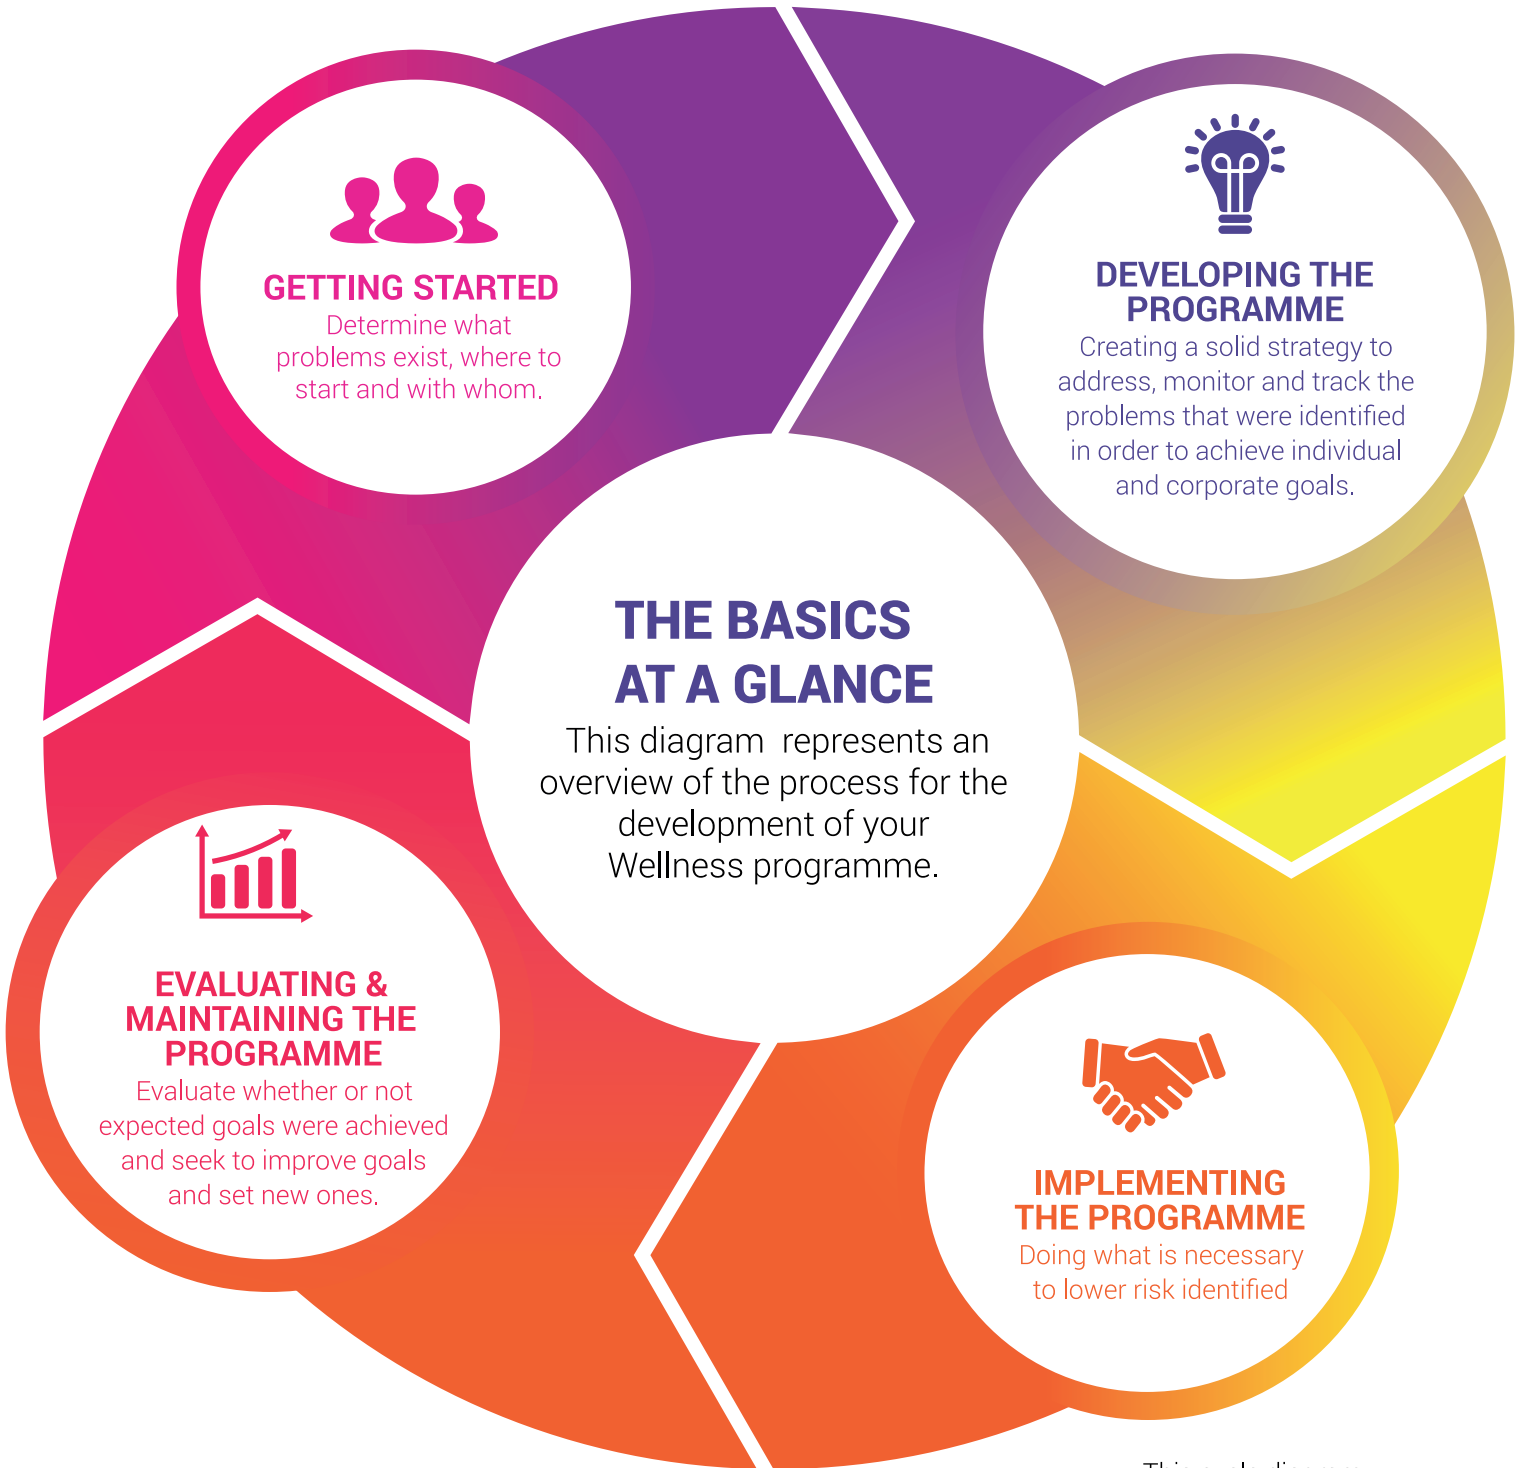 GETTING STARTED
Determine what
problems exist, where to
start and with whom.
DEVELOPING THE
PROGRAMME
Creating a solid strategy to
address, monitor and track the
problems that were identified
in order to achieve individual
and corporate goals.
THE BASICS
AT A GLANCE
This diagram represents an
overview of the process for the
development of your
Wellness programme.
EVALUATING &
MAINTAINING THE
PROGRAMME
Evaluate whether or not
expected goals were achieved
and seek to improve goals
and set new ones.
IMPLEMENTING
THE PROGRAMME
Doing what is necessary
to lower risk identified